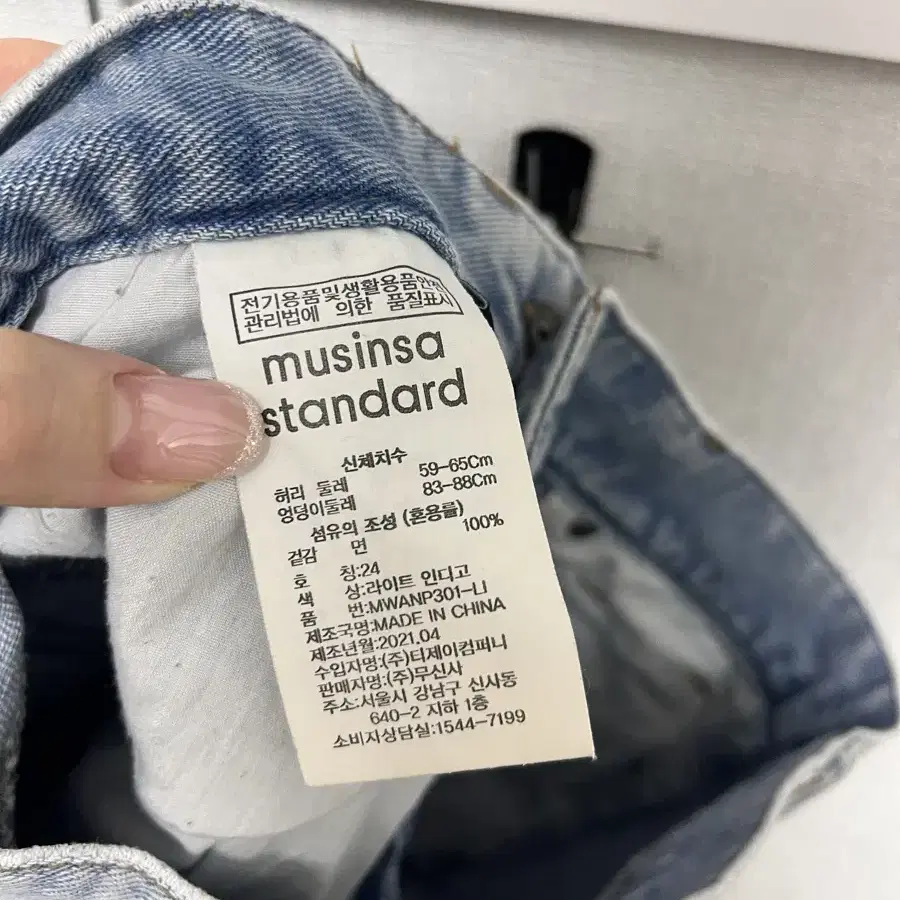 전기용품및생활용품안전
관리법에 의한 품질표시
musinsa
standard
신체치수
허리 둘레 59-65Cm
엉덩이둘레 83-88Cm
섬유의 조성 (혼용률)
겉감 면 100%
호 칭:24
색 상:라이트 인디고
품 번:MWANP301-LI
제조국명:MADE IN CHINA
제조년월:2021.04
수입자명:(주)티제이컴퍼니
판매자명:(주)무신사
주소:서울시 강남구 신사동
640-2 지하 1층
소비자상담실:1544-7199